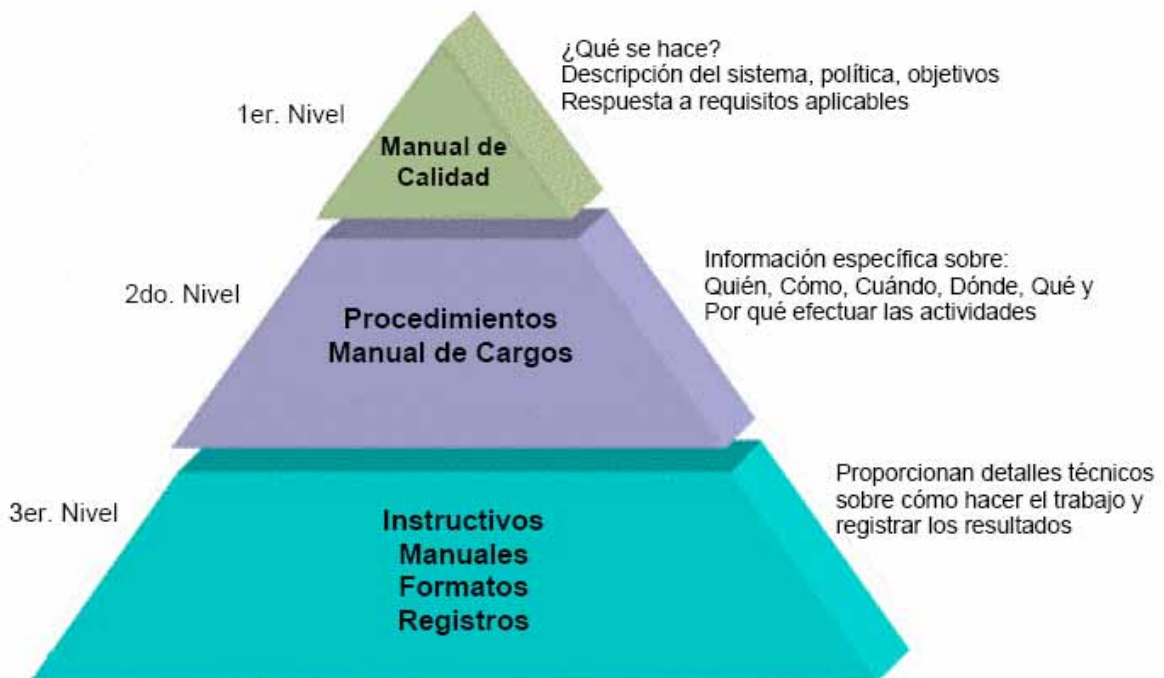 ¿Qué se hace?
Descripción del sistema, política, objetivos
Respuesta a requisitos aplicables
1er. Nivel
Manual de
Calidad
Información específica sobre:
Quién, Cómo, Cuándo, Dónde, Qué y
Por qué efectuar las actividades
2do. Nivel
Procedimientos
Manual de Cargos
Proporcionan detalles técnicos
sobre cómo hacer el trabajo y
registrar los resultados
3er. Nivel
Instructivos
Manuales
Formatos
Registros